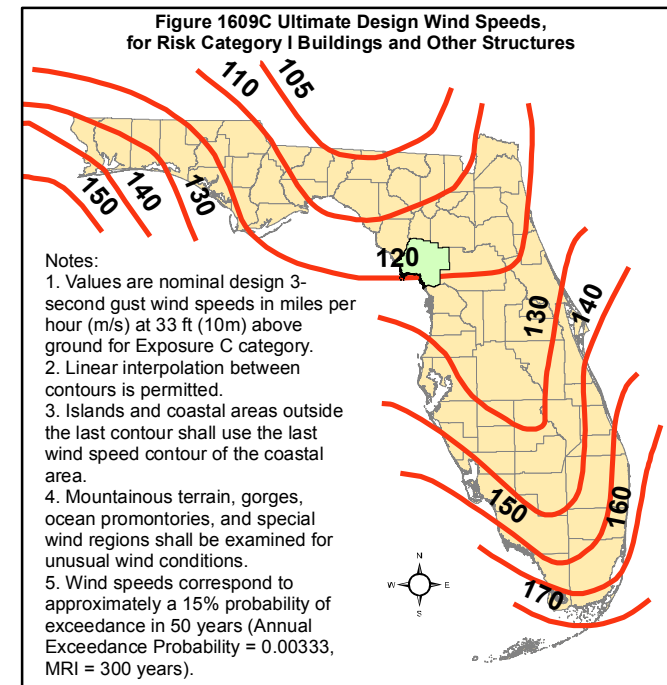 Figure 1609C Ultimate Design Wind Speeds,
for Risk Category I Buildings and Other Structures
105
110
150
140
130
120
130
140
150
160
170
Notes:
1. Values are nominal design 3-
second gust wind speeds in miles per
hour (m/s) at 33 ft (10m) above
ground for Exposure C category.
2. Linear interpolation between
contours is permitted.
3. Islands and coastal areas outside
the last contour shall use the last
wind speed contour of the coastal
area.
4. Mountainous terrain, gorges,
ocean promontories, and special
wind regions shall be examined for
unusual wind conditions.
5. Wind speeds correspond to
approximately a 15% probability of
exceedance in 50 years (Annual
Exceedance Probability = 0.00333,
MRI = 300 years).
N
W E
S